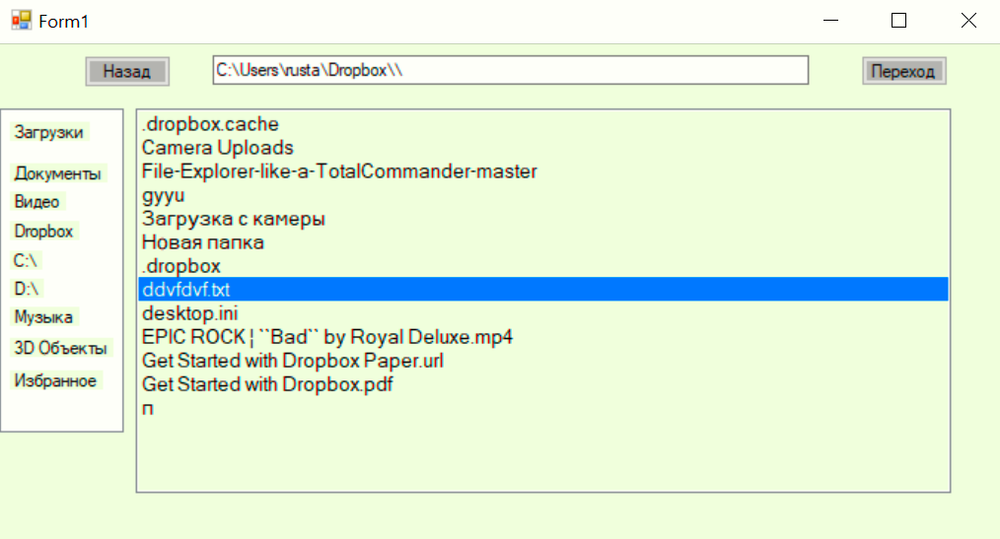 Form1
Назад
C:\Users\rusta\Dropbox\\
Переход
Загрузки
Документы
Видео
Dropbox
C:\
D:\
Музыка
3D Объекты
Избранное
.dropbox.cache
Camera Uploads
File-Explorer-like-a-TotalCommander-master
gyyu
Загрузка с камеры
Новая папка
.dropbox
ddvfdvf.txt
desktop.ini
EPIC ROCK ¦ ``Bad`` by Royal Deluxe.mp4
Get Started with Dropbox Paper.url
Get Started with Dropbox.pdf
п